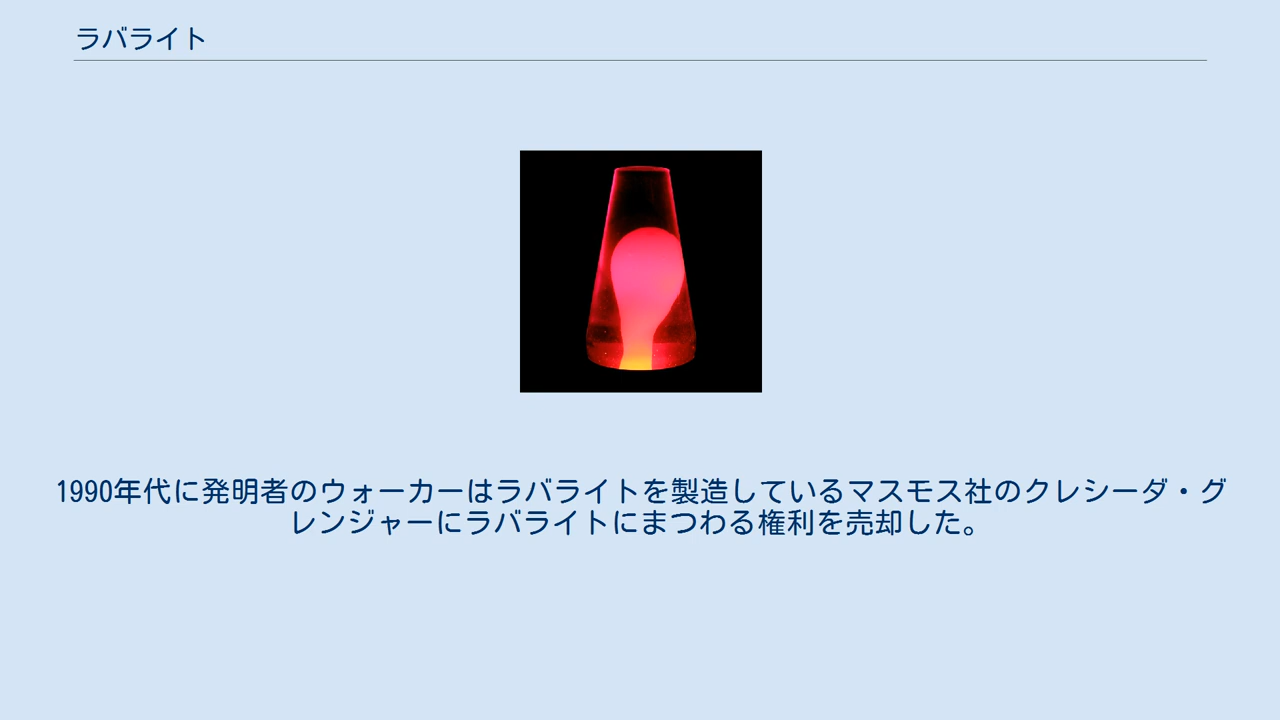 ラバライト
1990年代に発明者のウォーカーはラバライトを製造しているマスモス社のクレシーダ・グ
レンジャーにラバライトにまつわる権利を売却した。